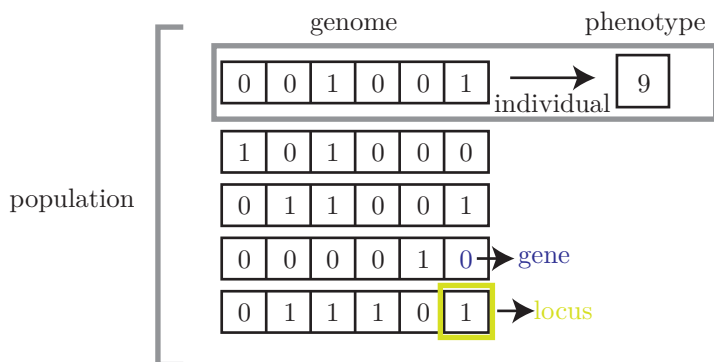 genome phenotype
0 0 1 0 0 1 individual 9
1 0 1 0 0 0
population
0 1 1 0 0 1
0 0 0 0 1 0 gene
0 1 1 1 0 1 locus